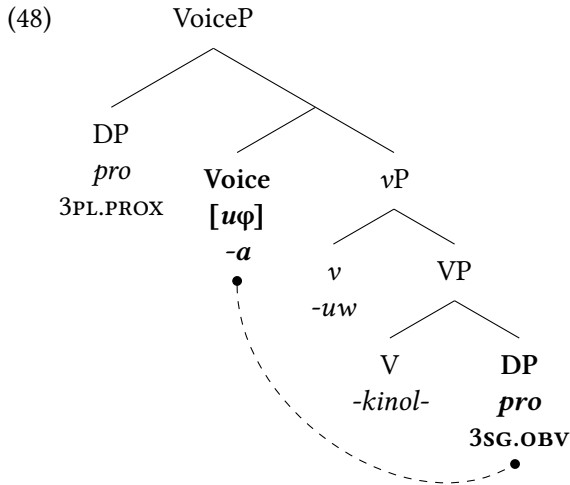 (48) VoiceP
DP
pro
3PL.PROX
Voice
[uφ]
-a
vP
v
-uw
VP
V
-kinol-
DP
pro
3SG.OBV